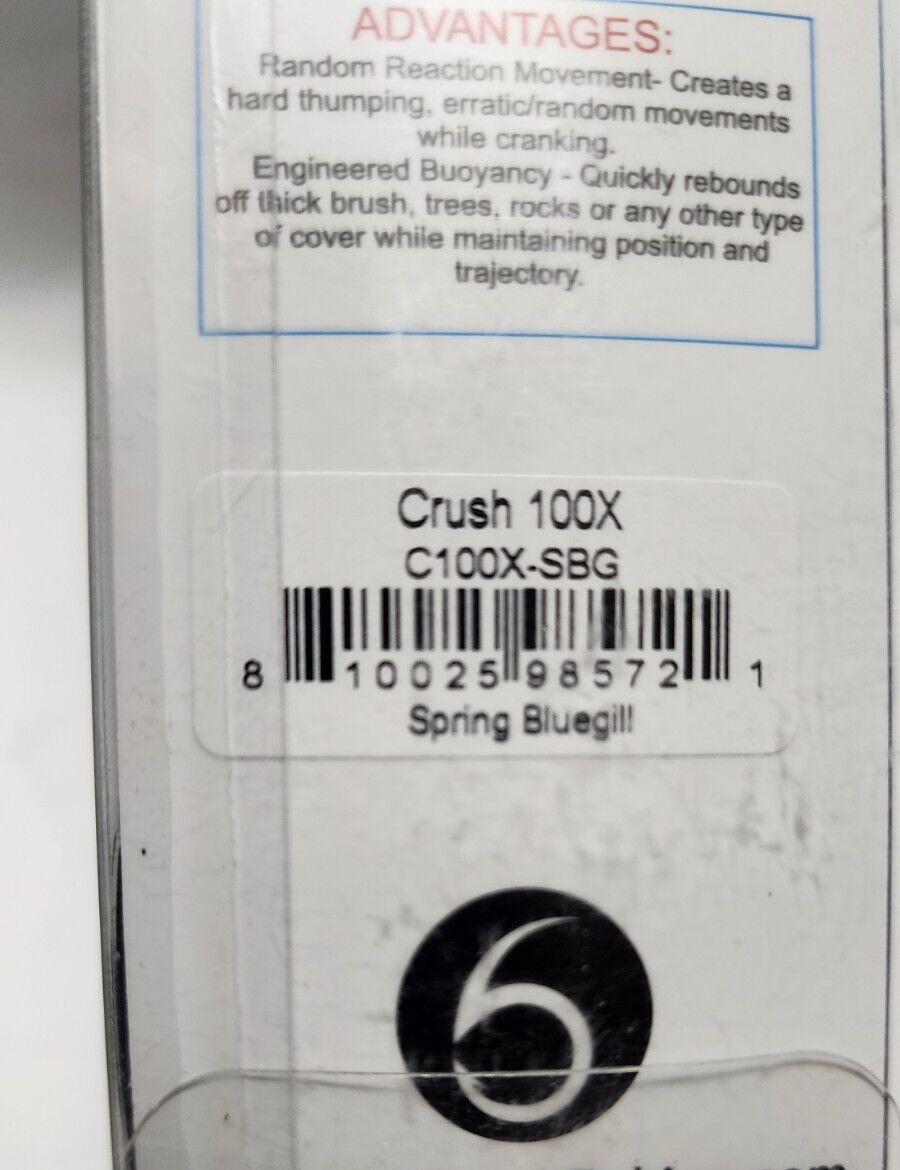 ADVANTAGES:
Random Reaction Movement- Creates a
hard thumping, erratic/random movements
while cranking.
Engineered Buoyancy - Quickly rebounds
off thick brush, trees, rocks or any other type
of cover while maintaining position and
trajectory.
Crush 100X
C100X-SBG
8 10025 98572 1
Spring Bluegill
6